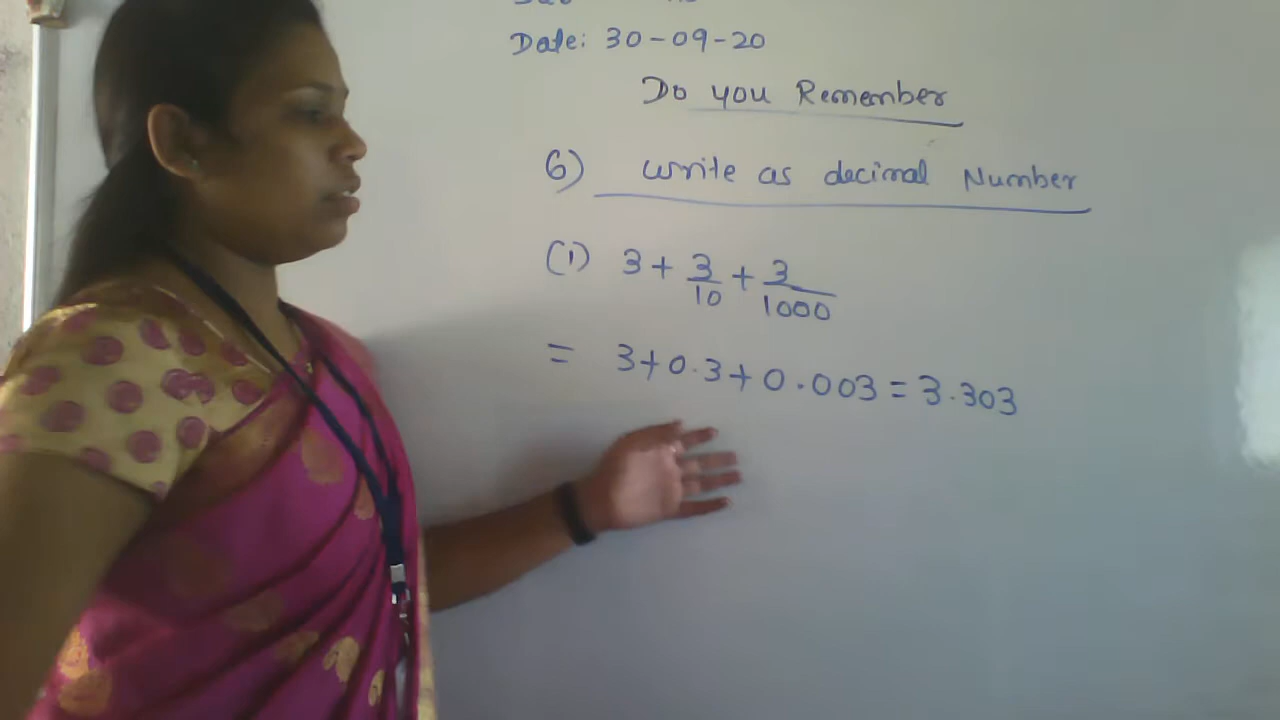 Date: 30-09-20
Do you Remember
6) Write as decimal Number
(1) 3 + 3/10 + 3/1000
= 3+0.3+0.003 = 3.303